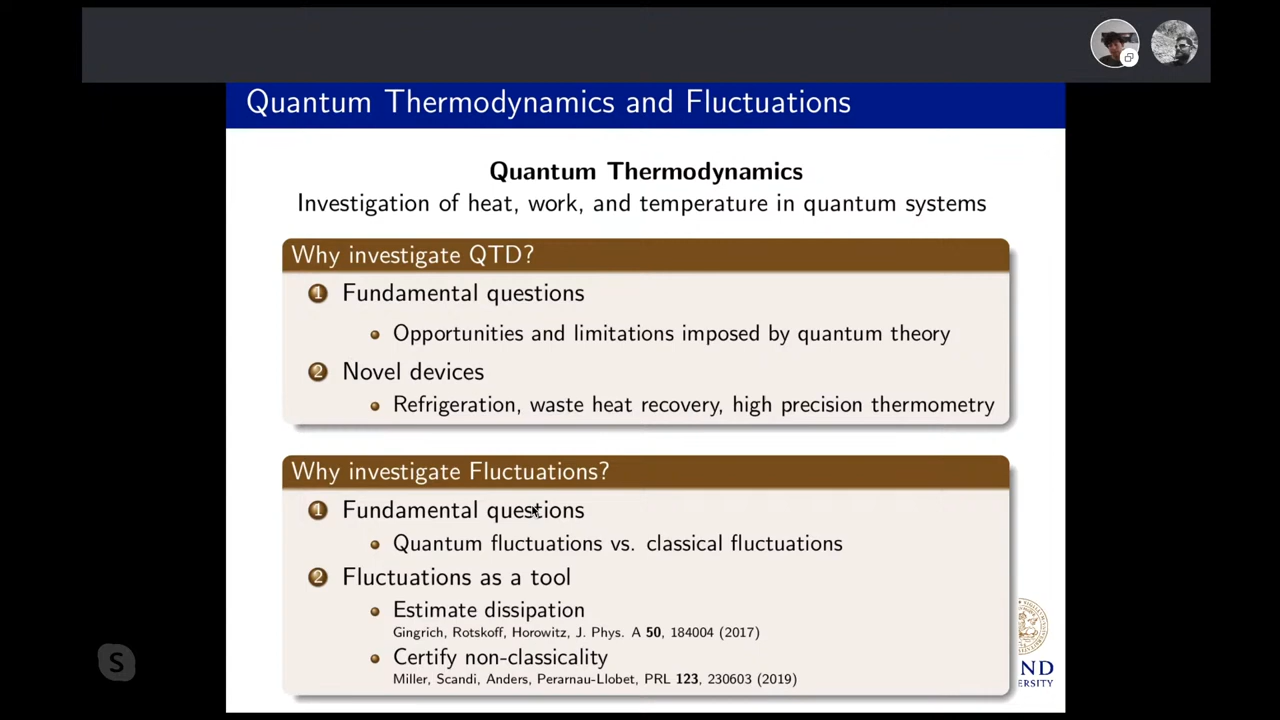 Quantum Thermodynamics and Fluctuations
Quantum Thermodynamics
Investigation of heat, work, and temperature in quantum systems
Why investigate QTD?
1 Fundamental questions
Opportunities and limitations imposed by quantum theory
2 Novel devices
Refrigeration, waste heat recovery, high precision thermometry
Why investigate Fluctuations?
1 Fundamental questions
Quantum fluctuations vs. classical fluctuations
2 Fluctuations as a tool
Estimate dissipation
Gingrich, Rotskoff, Horowitz, J. Phys. A 50, 184004 (2017)
Certify non-classicality
Miller, Scandi, Anders, Perarnau-Llobet, PRL 123, 230603 (2019)
S
ND
ERSITY